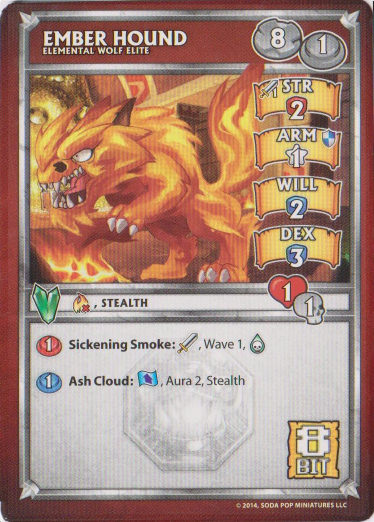 EMBER HOUND
ELEMENTAL WOLF ELITE
8 1
STR
2
ARM
1
WILL
2
DEX
3
, STEALTH
1
1
1 Sickening Smoke: , Wave 1,
1 Ash Cloud: , Aura 2, Stealth
8
BIT
© 2014, SODA POP MINIATURES LLC